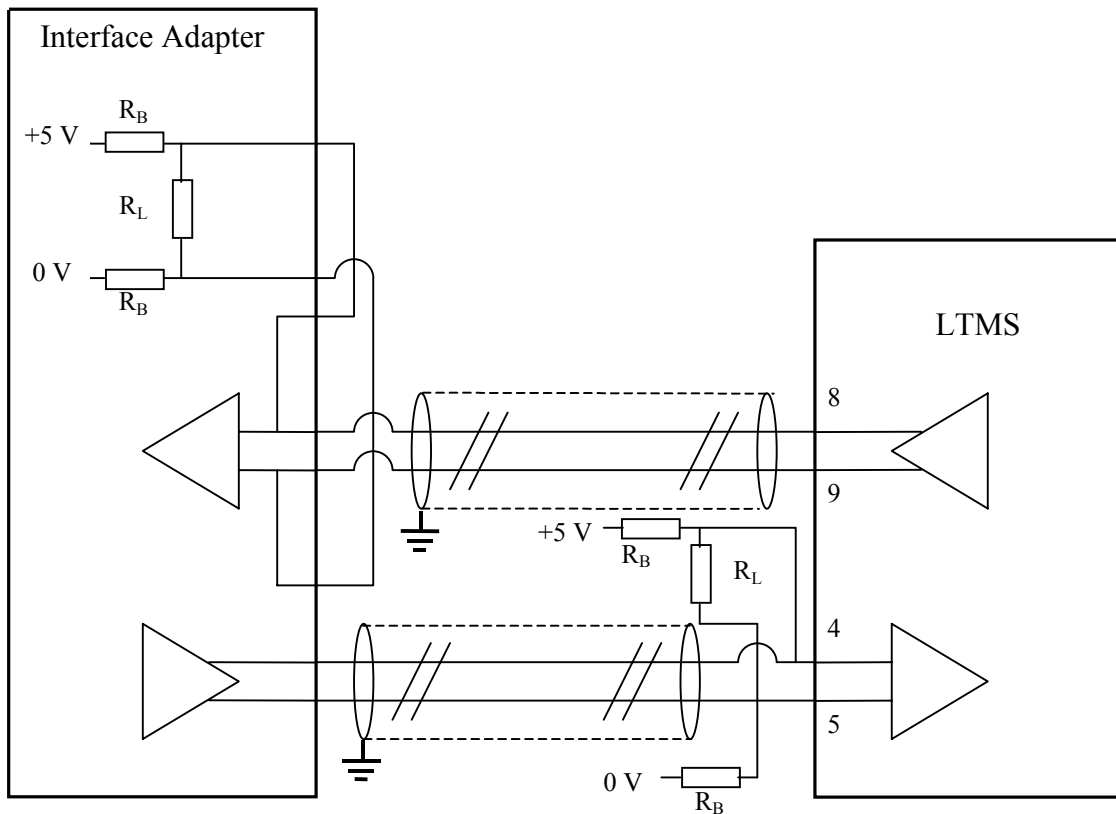 Interface Adapter
R_B
+5 V
R_L
0 V
R_B
LTMS
8
9
+5 V
R_B
R_L
4
5
0 V
R_B